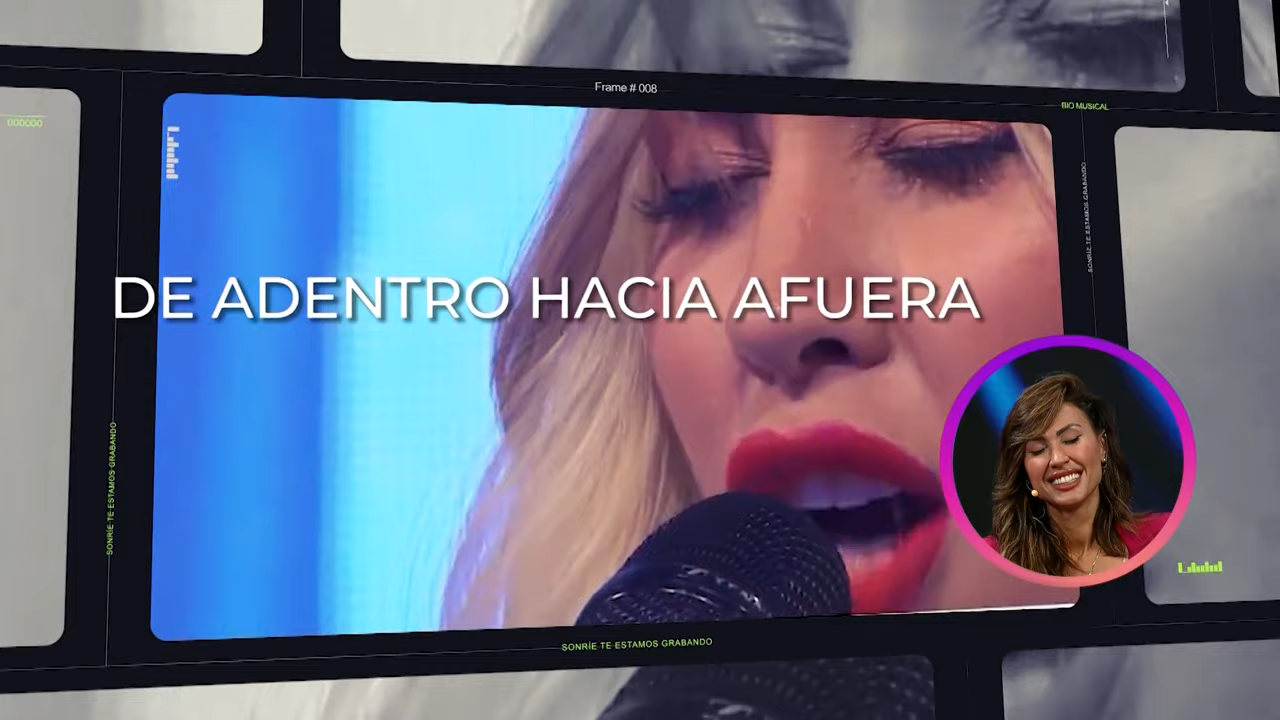 Frame # 008
BIO MUSICAL
000000
SONRÍE TE ESTAMOS GRABANDO
DE ADENTRO HACIA AFUERA
SONRÍE TE ESTAMOS GRABANDO
SONRÍE TE ESTAMOS GRABANDO